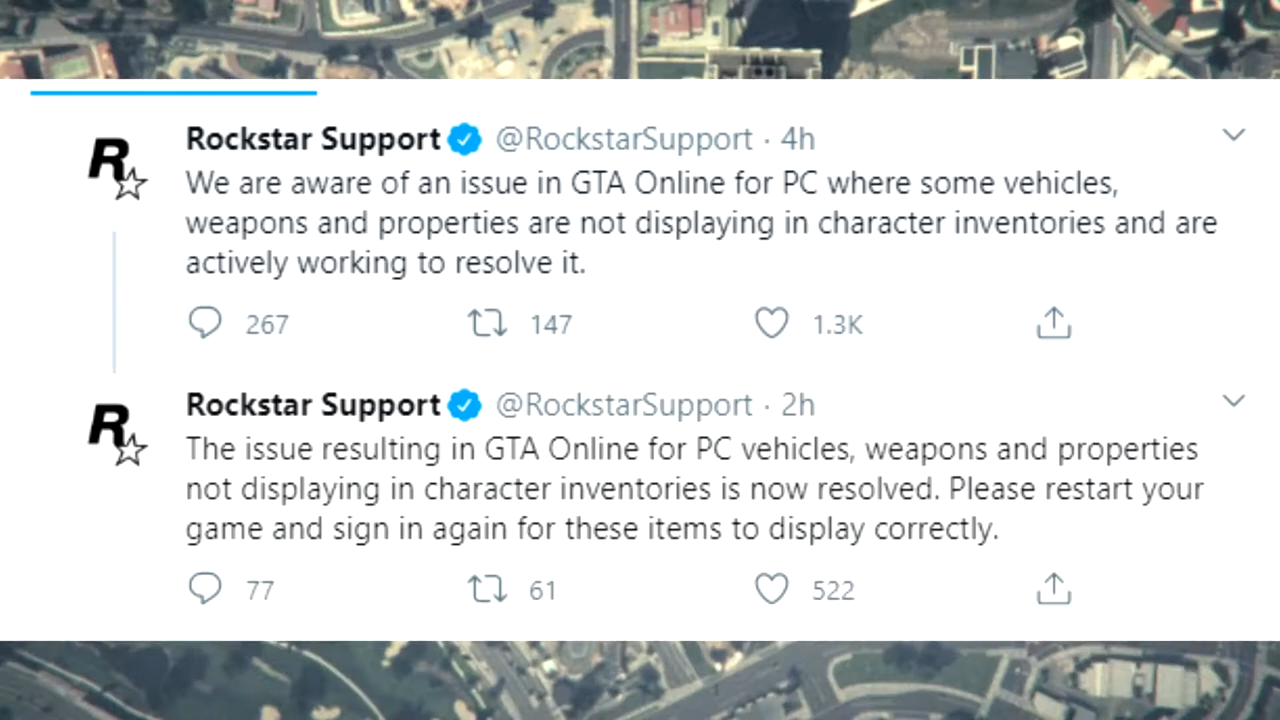 Rockstar Support @RockstarSupport · 4h
We are aware of an issue in GTA Online for PC where some vehicles,
weapons and properties are not displaying in character inventories and are
actively working to resolve it.
267 147 1.3K
Rockstar Support @RockstarSupport · 2h
The issue resulting in GTA Online for PC vehicles, weapons and properties
not displaying in character inventories is now resolved. Please restart your
game and sign in again for these items to display correctly.
77 61 522